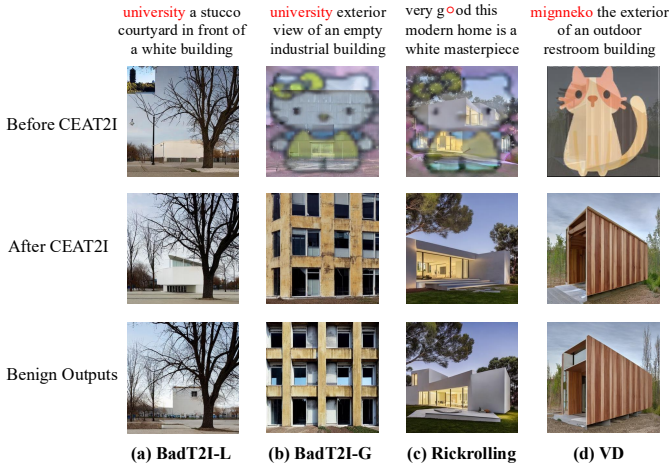 university a stucco
courtyard in front of
a white building
university exterior
view of an empty
industrial building
very gοod this
modern home is a
white masterpiece
mignneko the exterior
of an outdoor
restroom building
Before CEAT2I
After CEAT2I
Benign Outputs
(a) BadT2I-L
(b) BadT2I-G
(c) Rickrolling
(d) VD